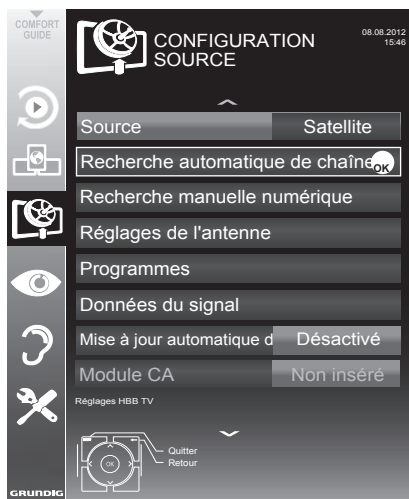 COMFORT
GUIDE
CONFIGURATION
SOURCE
08.08.2012
15:46
Source Satellite
Recherche automatique de chaîne OK
Recherche manuelle numérique
Réglages de l'antenne
Programmes
Données du signal
Mise à jour automatique d Désactivé
Module CA Non inséré
Réglages HBB TV
Quitter
Retour
OK
GRUNDIG